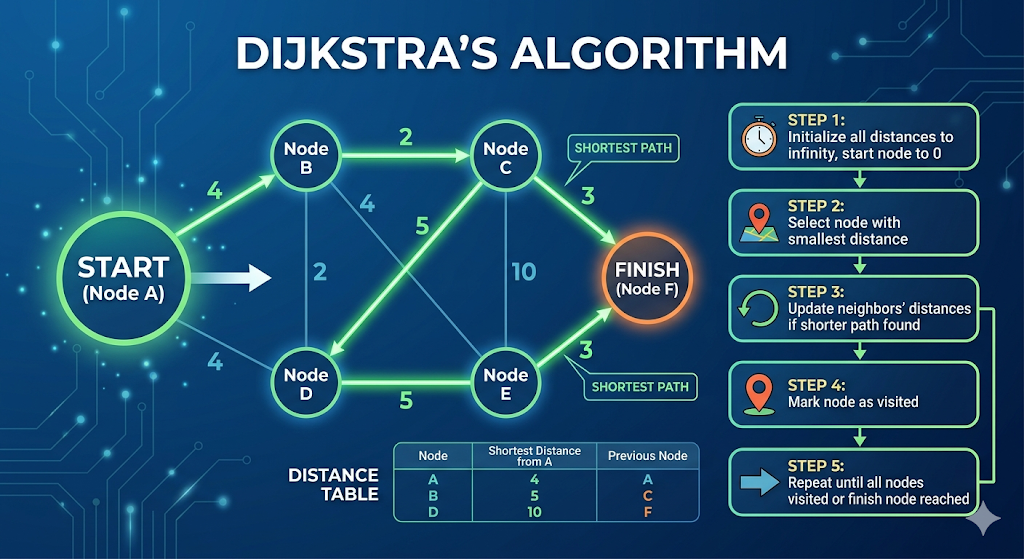 DIJKSTRA'S ALGORITHM
START
(Node A)
4
4
Node
B
2
Node
C
2
4
5
10
3
SHORTEST PATH
FINISH
(Node F)
Node
D
5
Node
E
3
SHORTEST PATH
DISTANCE
TABLE
Node Shortest Distance from A Previous Node
A 4 A
B 5 C
D 10 F
STEP 1:
Initialize all distances to
infinity, start node to 0
STEP 2:
Select node with
smallest distance
STEP 3:
Update neighbors' distances
if shorter path found
STEP 4:
Mark node as visited
STEP 5:
Repeat until all nodes
visited or finish node reached